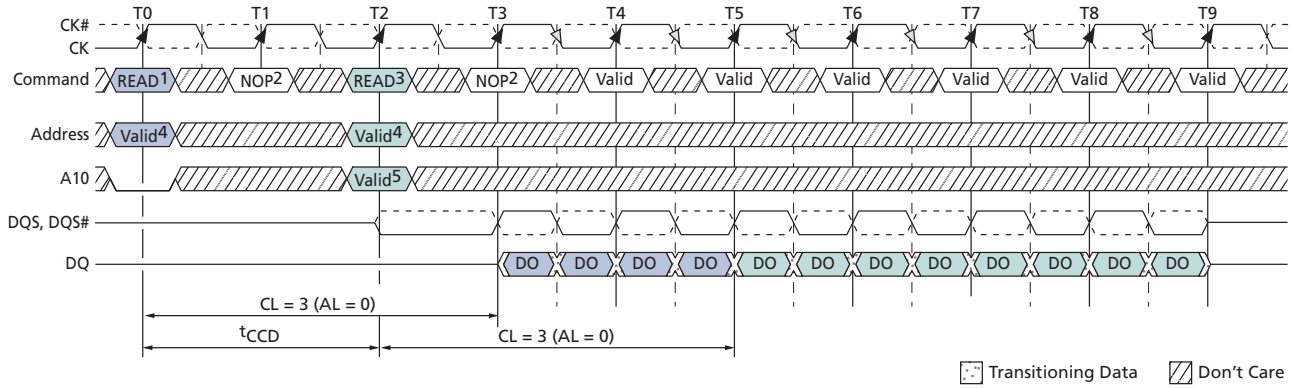 T0 T1 T2 T3 T4 T5 T6 T7 T8 T9
CK#
CK
Command READ1 NOP2 READ3 NOP2 Valid Valid Valid Valid Valid Valid
Address Valid4 Valid4
A10 Valid5
DQS, DQS#
DQ DO DO DO DO DO DO DO DO DO DO DO DO
CL = 3 (AL = 0)
tCCD CL = 3 (AL = 0)
Transitioning Data Don't Care